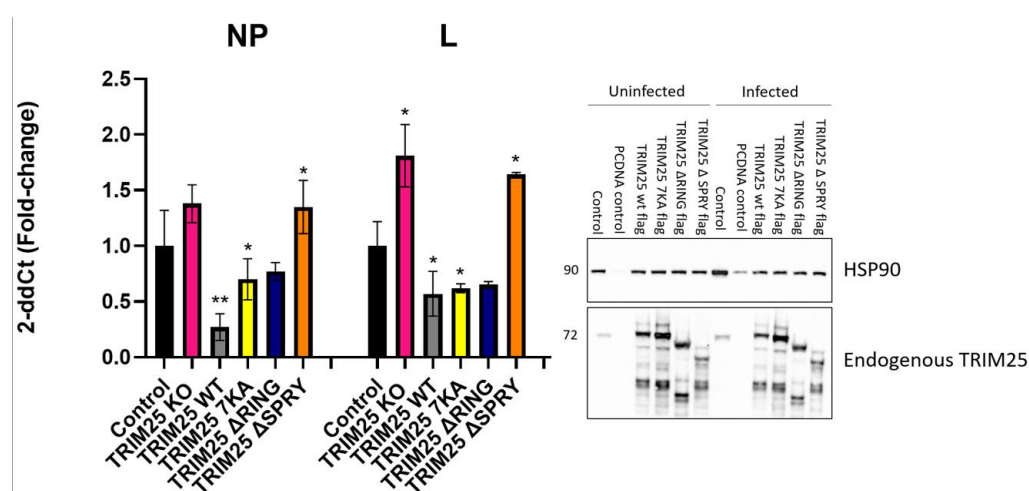 NP
L
2-ddCt (Fold-change)
2.5
2.0
1.5
1.0
0.5
0.0
*
**
*
*
*
*
*
*
Control
TRIM25 KO
TRIM25 WT
TRIM25 7KA
TRIM25 ΔRING
TRIM25 ΔSPRY
Control
TRIM25 KO
TRIM25 WT
TRIM25 7KA
TRIM25 ΔRING
TRIM25 ΔSPRY
Uninfected
Infected
Control
PCDNA control
TRIM25 wt flag
TRIM25 7KA flag
TRIM25 ΔRING flag
TRIM25 Δ SPRY flag
Control
PCDNA control
TRIM25 wt flag
TRIM25 7KA flag
TRIM25 ΔRING flag
TRIM25 Δ SPRY flag
90
HSP90
72
Endogenous TRIM25